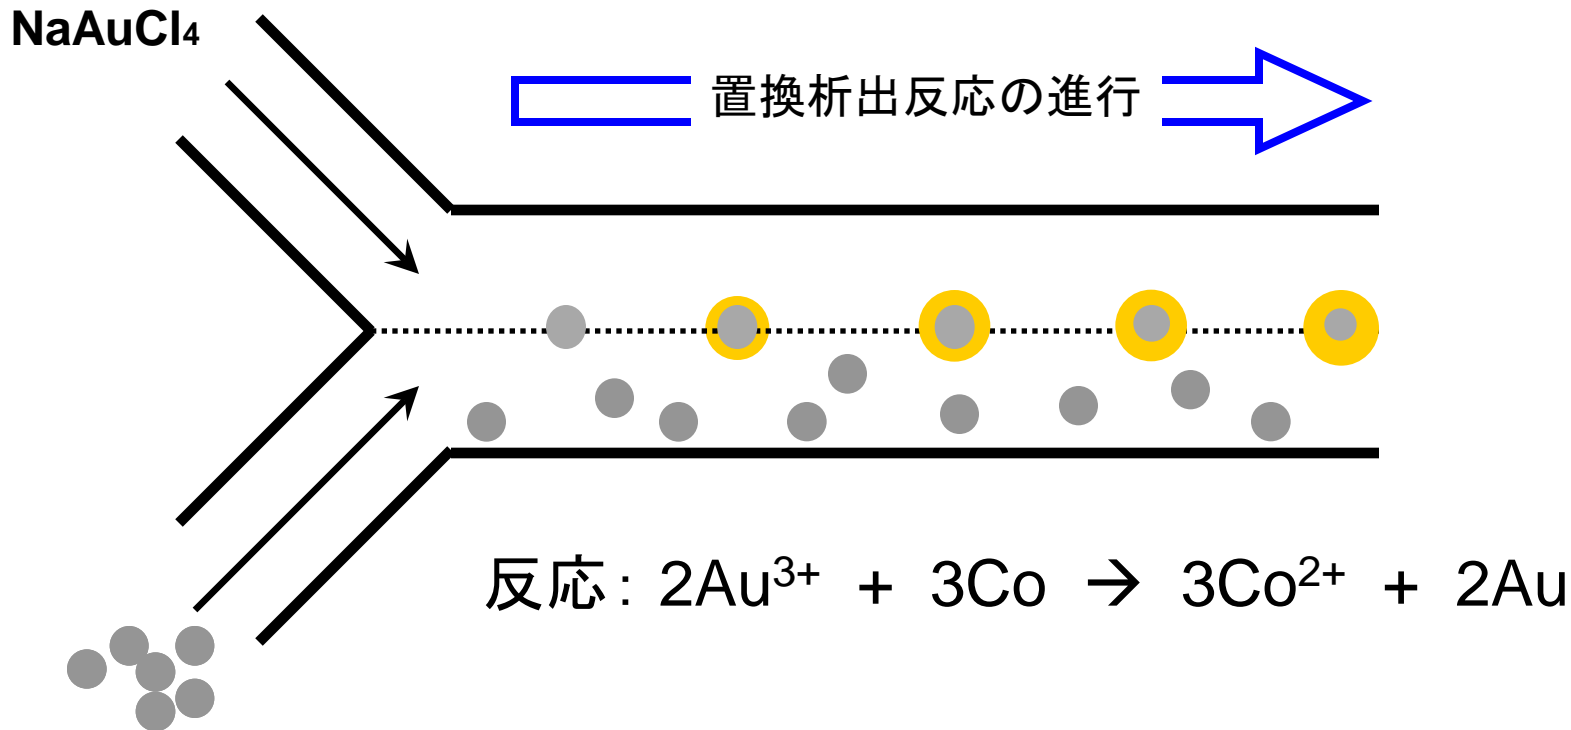 NaAuCl₄
置換析出反応の進行
反応: 2Au³⁺ + 3Co → 3Co²⁺ + 2Au